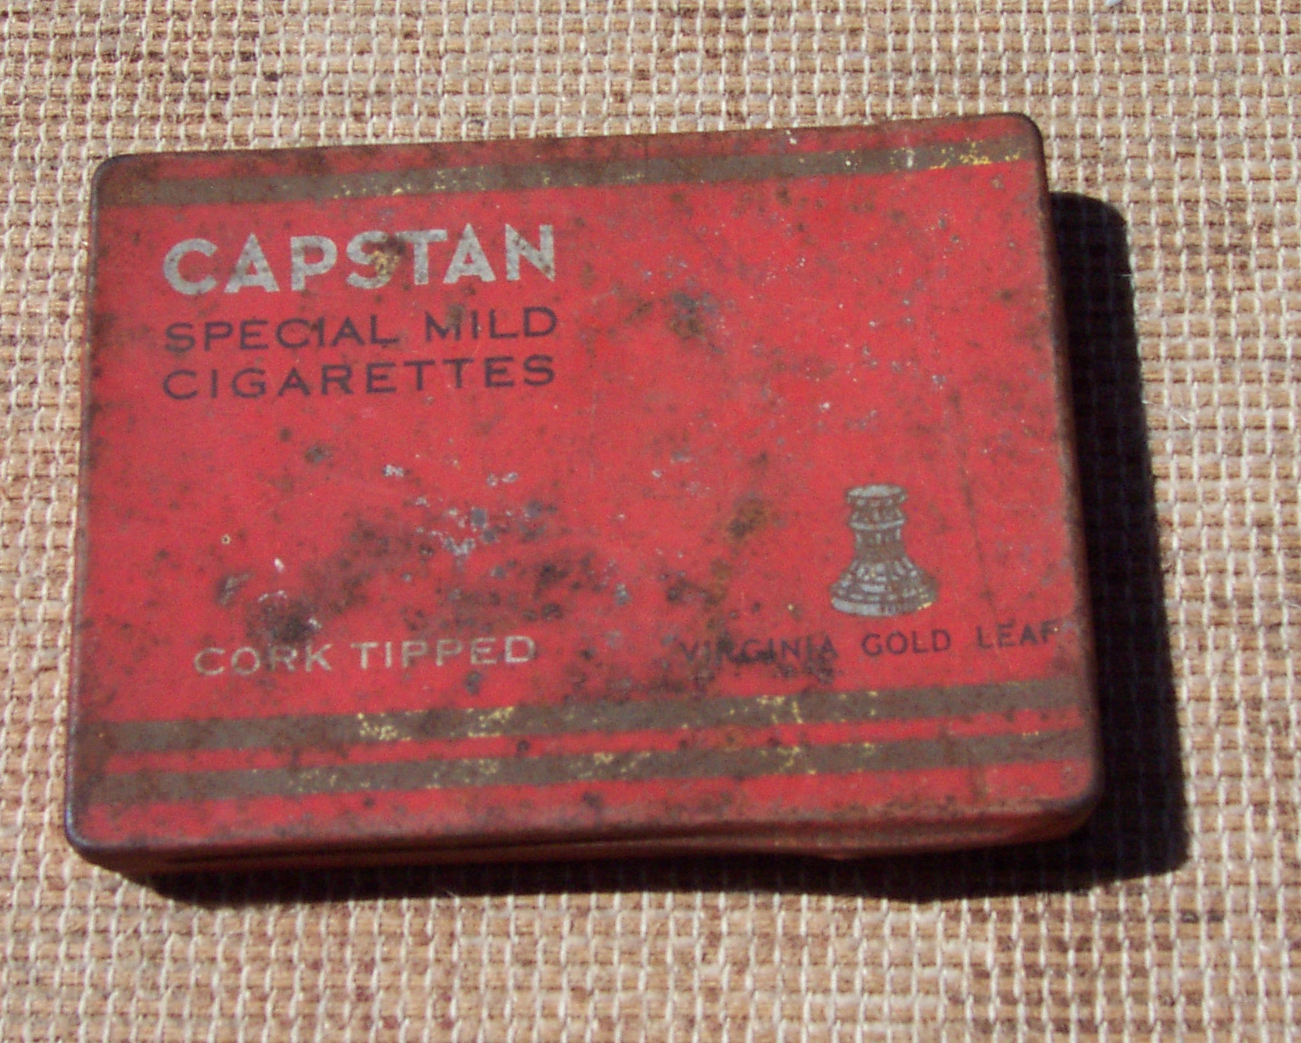 CAPSTAN
SPECIAL MILD
CIGARETTES
CORK TIPPED
VIRGINIA GOLD LEAF